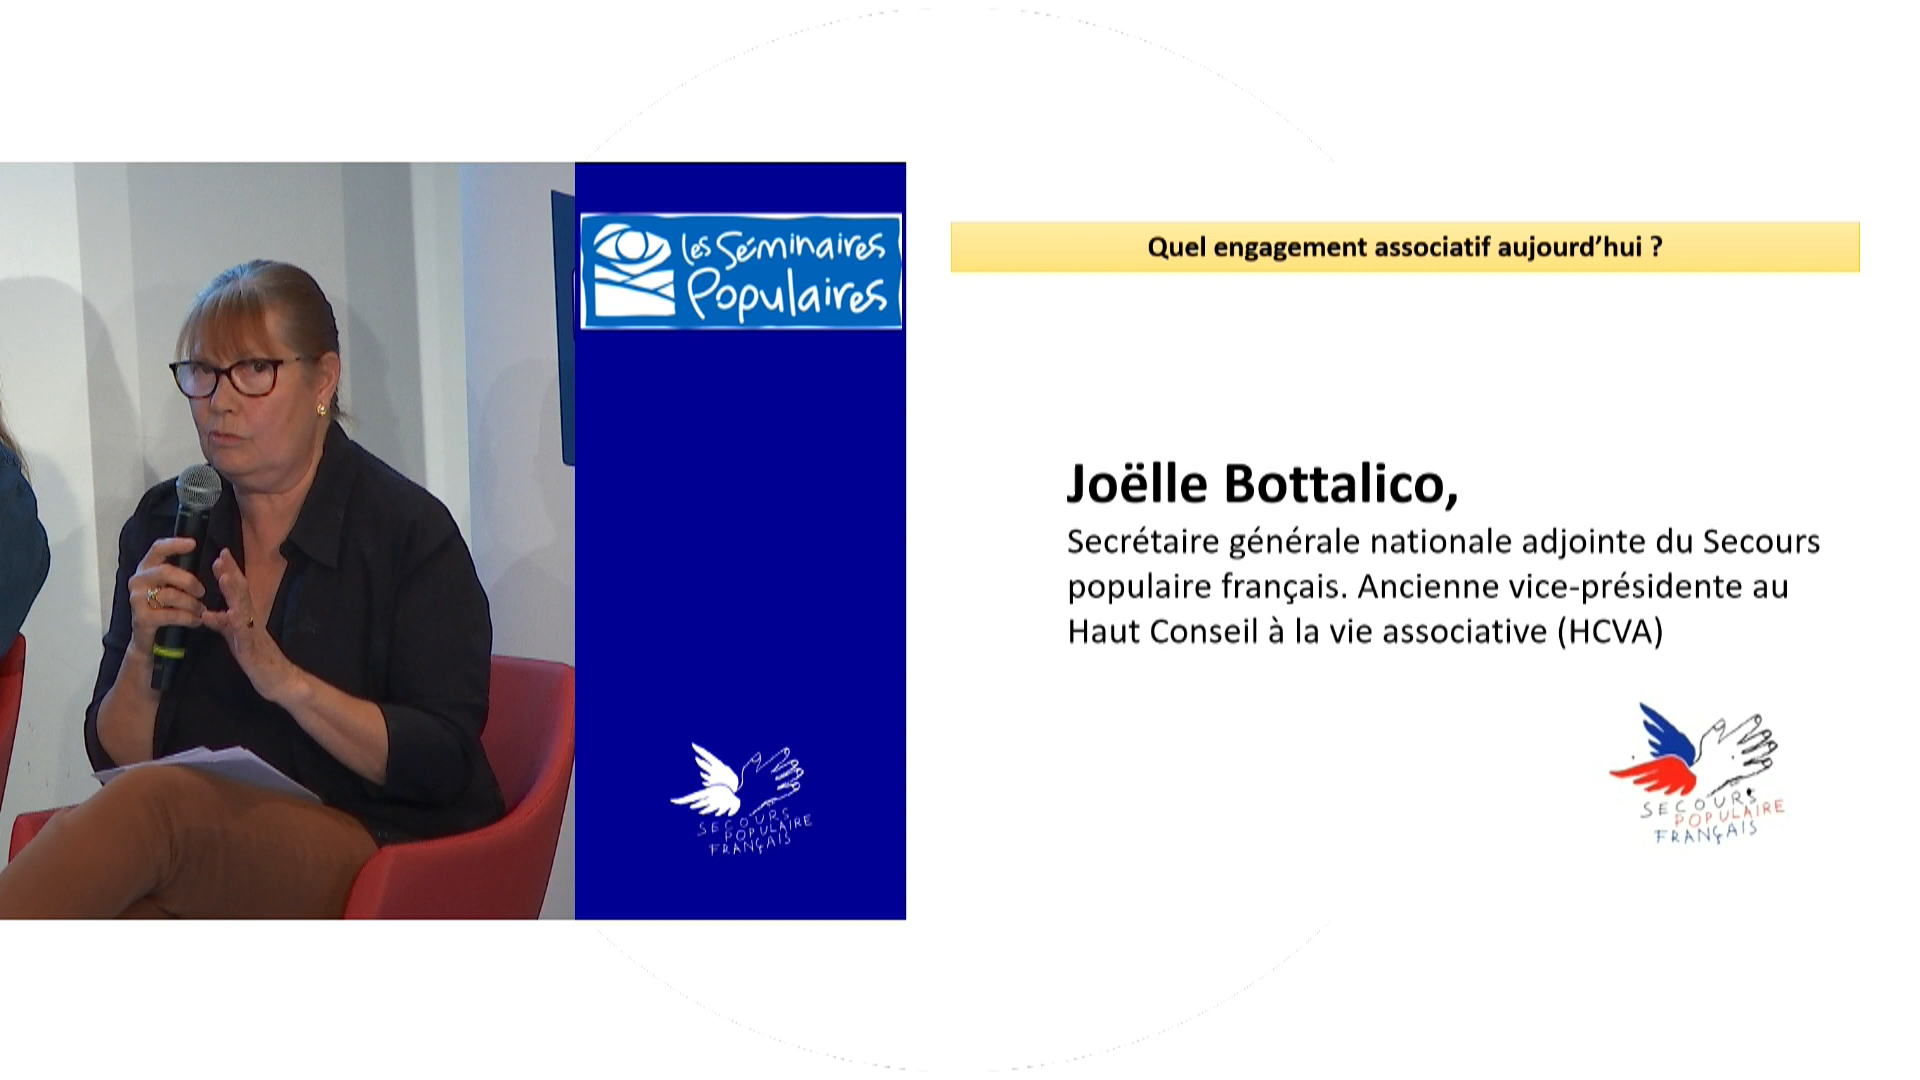 les Séminaires
Populaires
SECOURS
POPULAIRE
FRANÇAIS
Quel engagement associatif aujourd’hui ?
Joëlle Bottalico,
Secrétaire générale nationale adjointe du Secours
populaire français. Ancienne vice-présidente au
Haut Conseil à la vie associative (HCVA)
SECOURS
POPULAIRE
FRANÇAIS